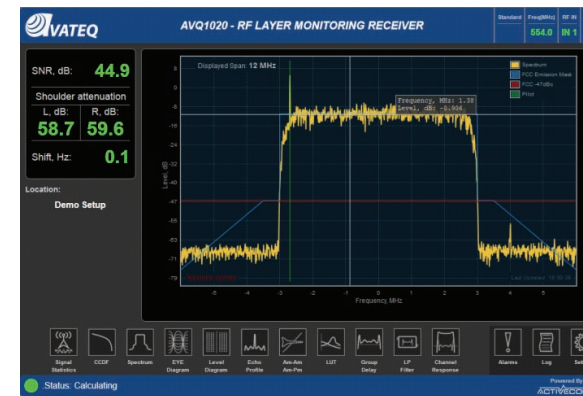 AVATEQ
AVQ1020 - RF LAYER MONITORING RECEIVER
Standard
Freq(MHz)
554.0
RF IN
IN 1
SNR, dB: 44.9
Shoulder attenuation
L, dB: R, dB:
58.7 59.6
Shift, Hz: 0.1
Location:
Demo Setup
Displayed Span: 12 MHz
Spectrum
FCC Emission Mask
FCC -47dBc
Pilot
Frequency, MHz: 1.38
Level, dB:
Level, dB
Frequency, MHz
Signal Statistics
CCDF
Spectrum
EYE Diagram
Level Diagram
Echo Profile
Am-Am Am-Pm
LUT
Group Delay
LP Filter
Channel Response
Alarms
Log
Status: Calculating
Powered By